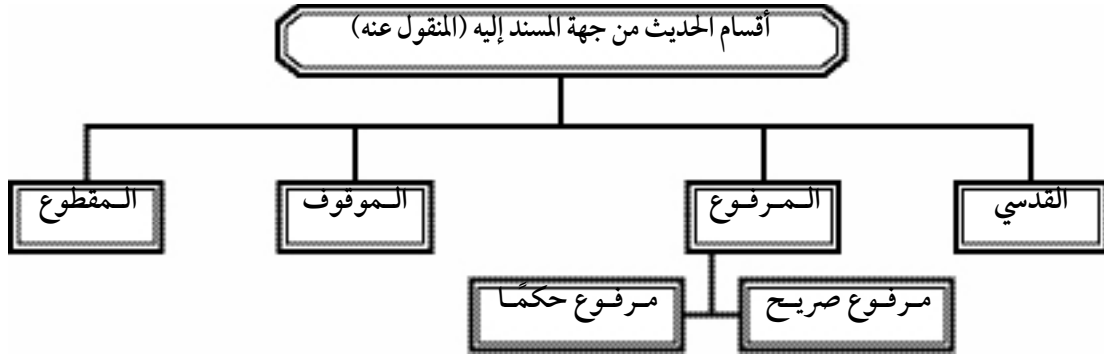 أقسام الحديث من جهة المسند إليه (المنقول عنه)
القدسي
المرفوع
الموقوف
المقطوع
مرفوع صريح
مرفوع حكمًا